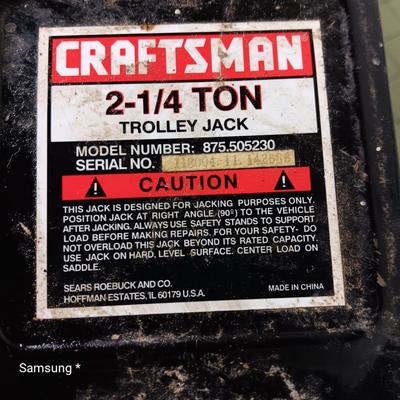 CRAFTSMAN
2-1/4 TON
TROLLEY JACK
MODEL NUMBER: 875.505230
SERIAL NO.
CAUTION
THIS JACK IS DESIGNED FOR JACKING PURPOSES ONLY.
POSITION JACK AT RIGHT ANGLE (90º) TO THE VEHICLE
AFTER JACKING. ALWAYS USE SAFETY STANDS TO SUPPORT
LOAD BEFORE MAKING REPAIRS. FOR YOUR SAFETY- DO
NOT OVERLOAD THIS JACK BEYOND ITS RATED CAPACITY.
USE JACK ON HARD, LEVEL SURFACE. CENTER LOAD ON
SADDLE.
SEARS ROEBUCK AND CO.
HOFFMAN ESTATES, IL 60179 U.S.A.
MADE IN CHINA
Samsung *